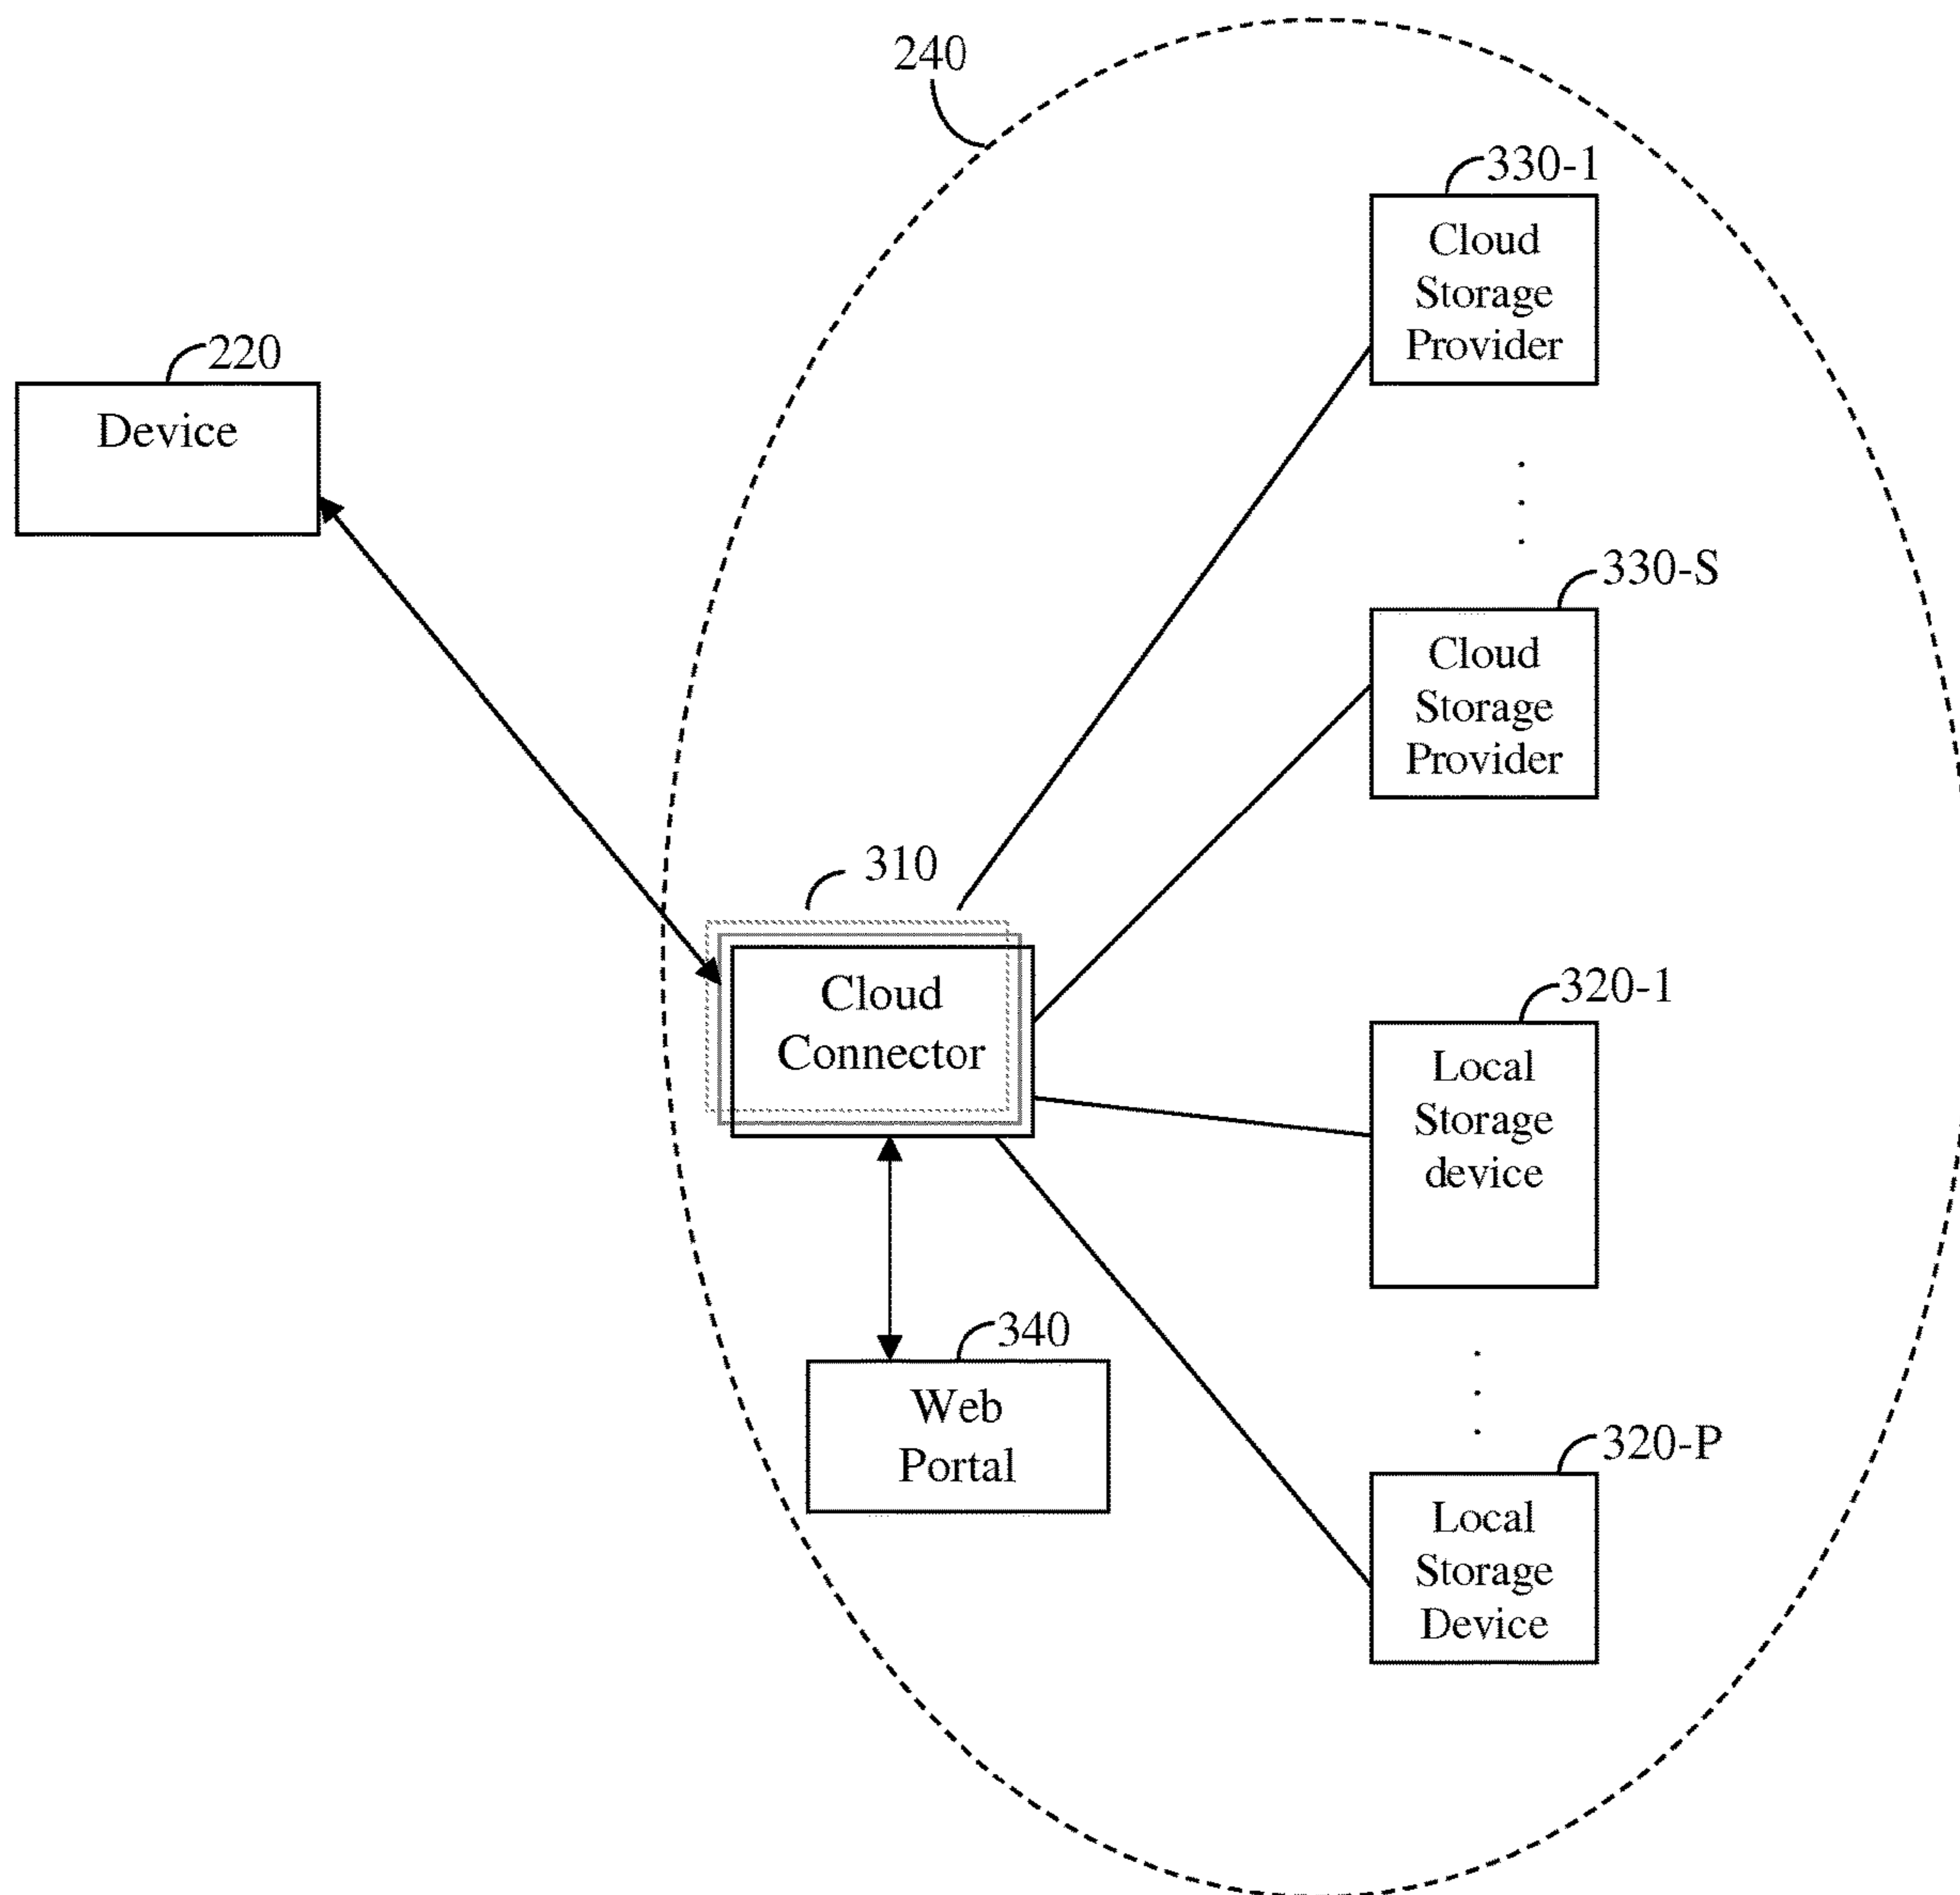 240
330-1
Cloud
Storage
Provider
220
Device
330-S
Cloud
Storage
Provider
310
Cloud
Connector
320-1
Local
Storage
device
340
Web
Portal
320-P
Local
Storage
Device